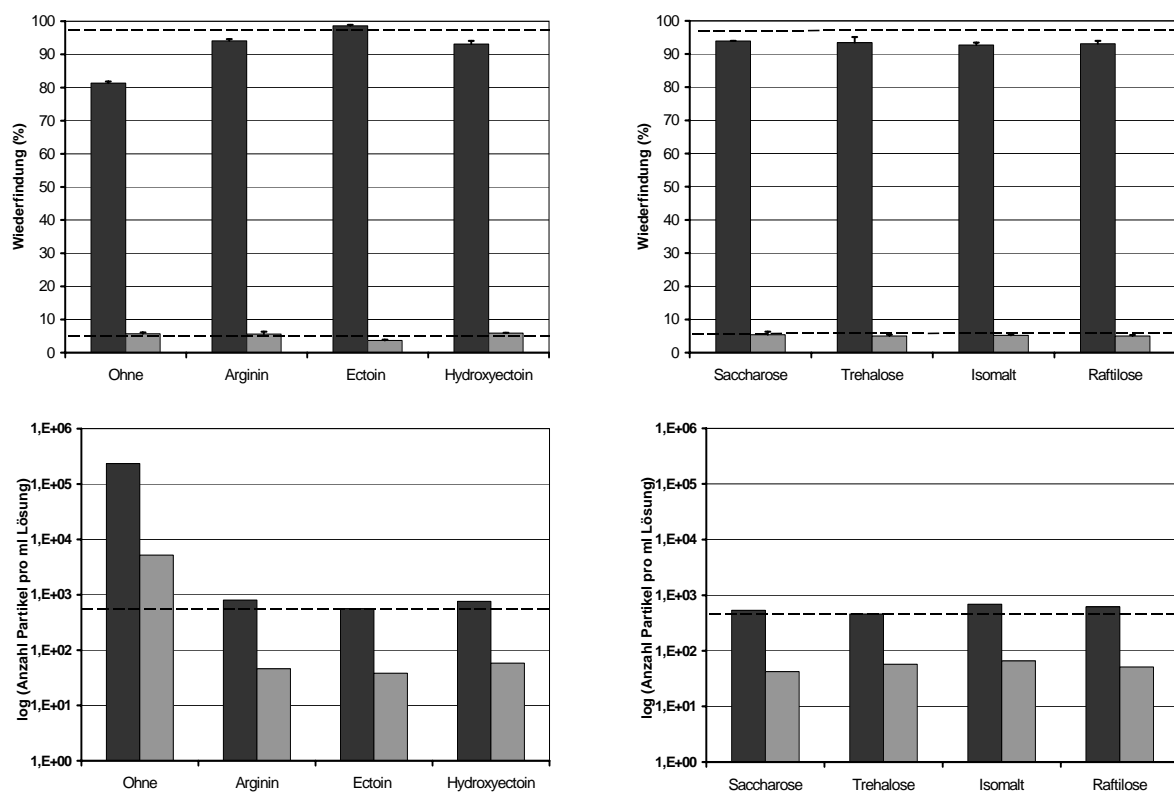 Wiederfindung (%)
100
90
80
70
60
50
40
30
20
10
0
Ohne Arginin Ectoin Hydroxyectoin
Wiederfindung (%)
100
90
80
70
60
50
40
30
20
10
0
Saccharose Trehalose Isomalt Raftilose
log (Anzahl Partikel pro ml Lösung)
1,E+06
1,E+05
1,E+04
1,E+03
1,E+02
1,E+01
1,E+00
Ohne Arginin Ectoin Hydroxyectoin
log (Anzahl Partikel pro ml Lösung)
1,E+06
1,E+05
1,E+04
1,E+03
1,E+02
1,E+01
1,E+00
Saccharose Trehalose Isomalt Raftilose